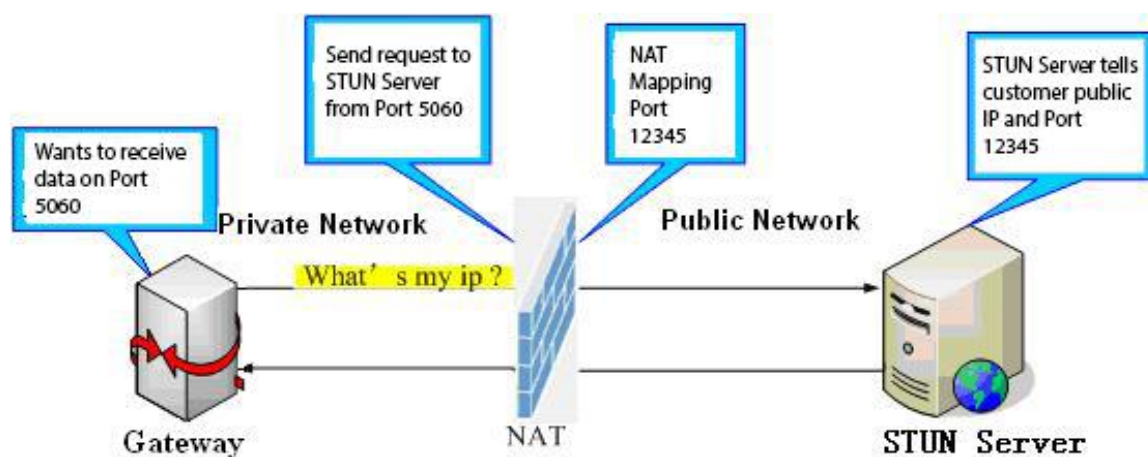 Send request to
STUN Server
from Port 5060
NAT
Mapping
Port
12345
STUN Server tells
customer public
IP and Port
12345
Wants to receive
data on Port
5060
Private Network
Public Network
What's my ip ?
Gateway
NAT
STUN Server